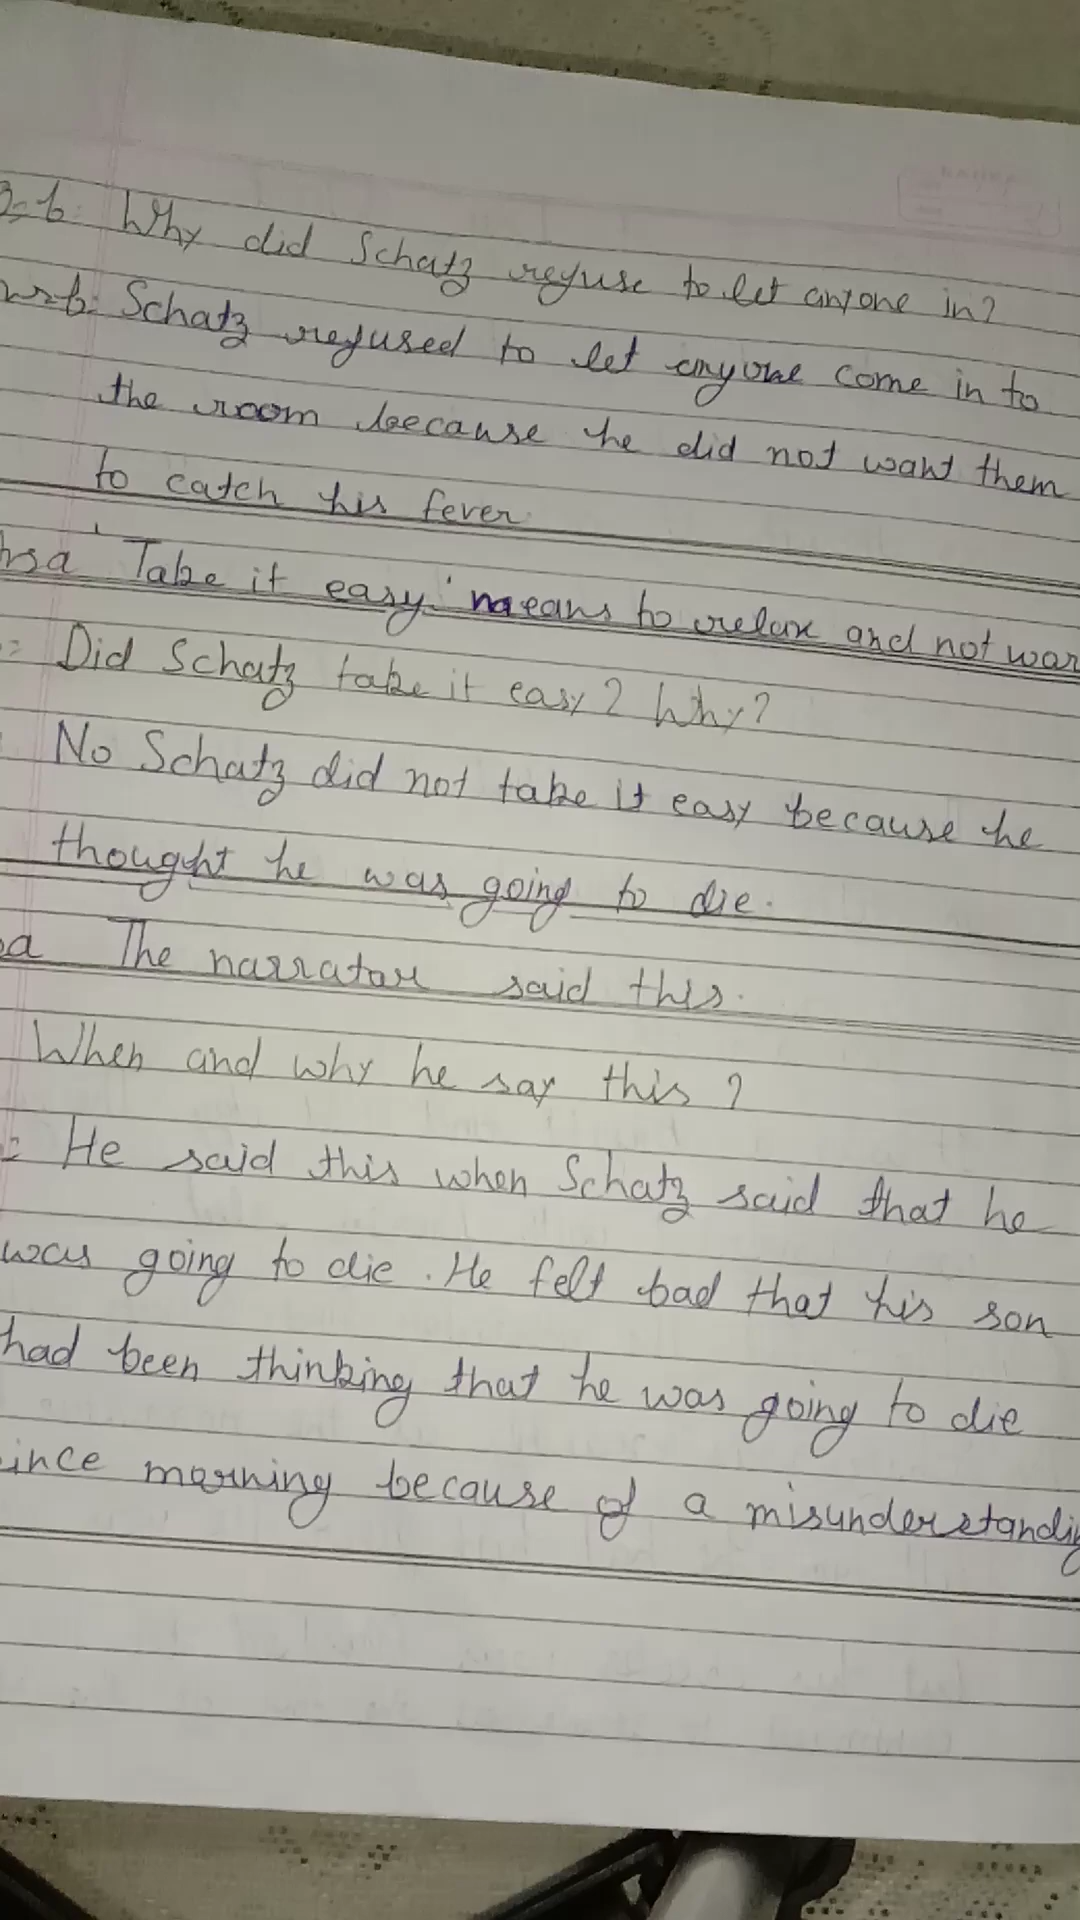 b. Why did Schatz refuse to let anyone in?
b. Schatz refused to let anyone come in to
the room because he did not want them
to catch his fever
a 'Take it easy' means to relax and not
Did Schatz take it easy? Why?
No Schatz did not take it easy because he
thought he was going to die.
a The narrator said this.
When and why he say this?
He said this when Schatz said that he
was going to die. He felt bad that his son
had been thinking that he was going to die
ince morning because of a misunderstandin